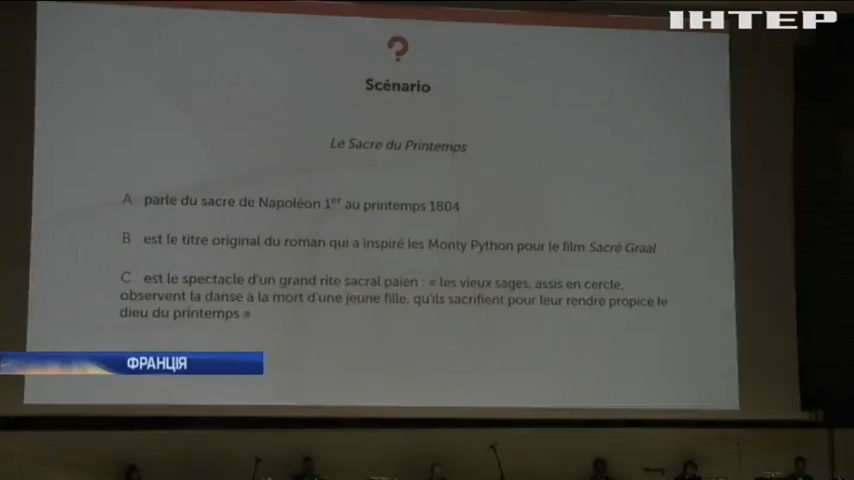 ІНТЕР
?
Scénario
Le Sacre du Printemps
A parle du sacre de Napoléon 1er au printemps 1804
B est le titre original du roman qui a inspiré les Monty Python pour le film Sacré Graal
C est le spectacle d'un grand rite sacral païen : « les vieux sages, assis en cercle,
observent la danse à la mort d'une jeune fille, qu'ils sacrifient pour leur rendre propice le
dieu du printemps »
ФРАНЦІЯ